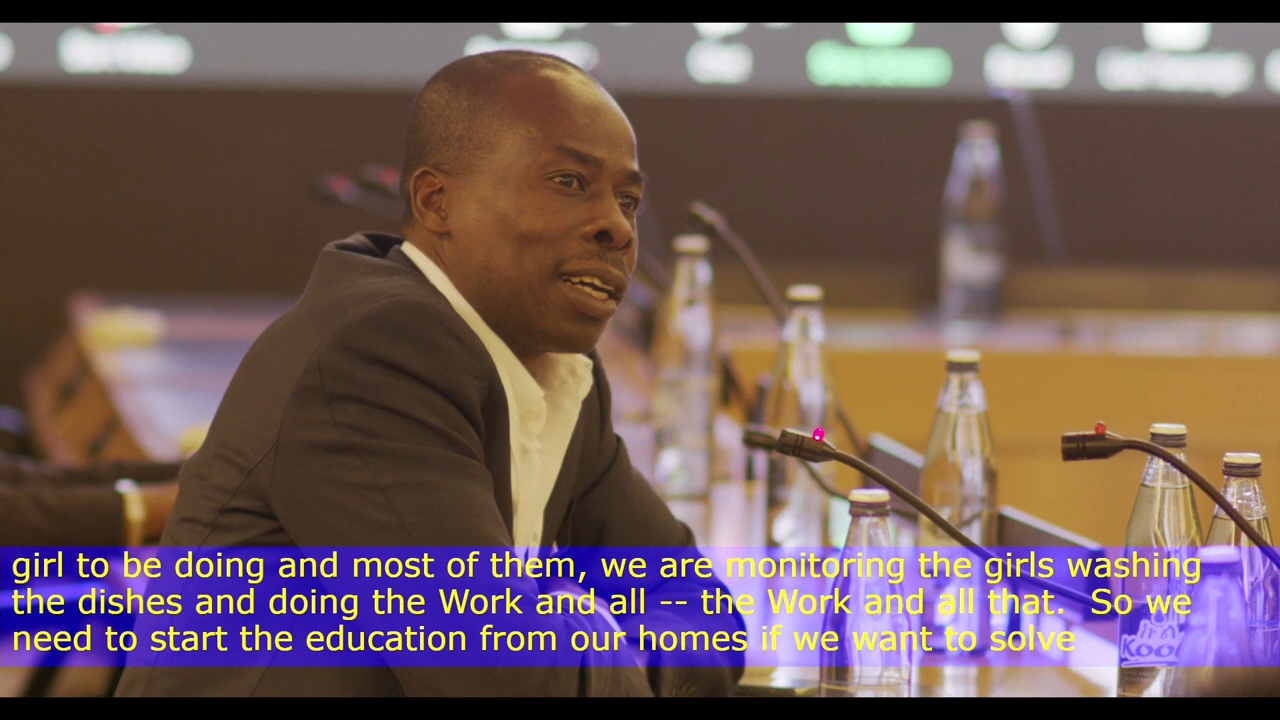 girl to be doing and most of them, we are monitoring the girls washing
the dishes and doing the Work and all -- the Work and all that.  So we
need to start the education from our homes if we want to solve